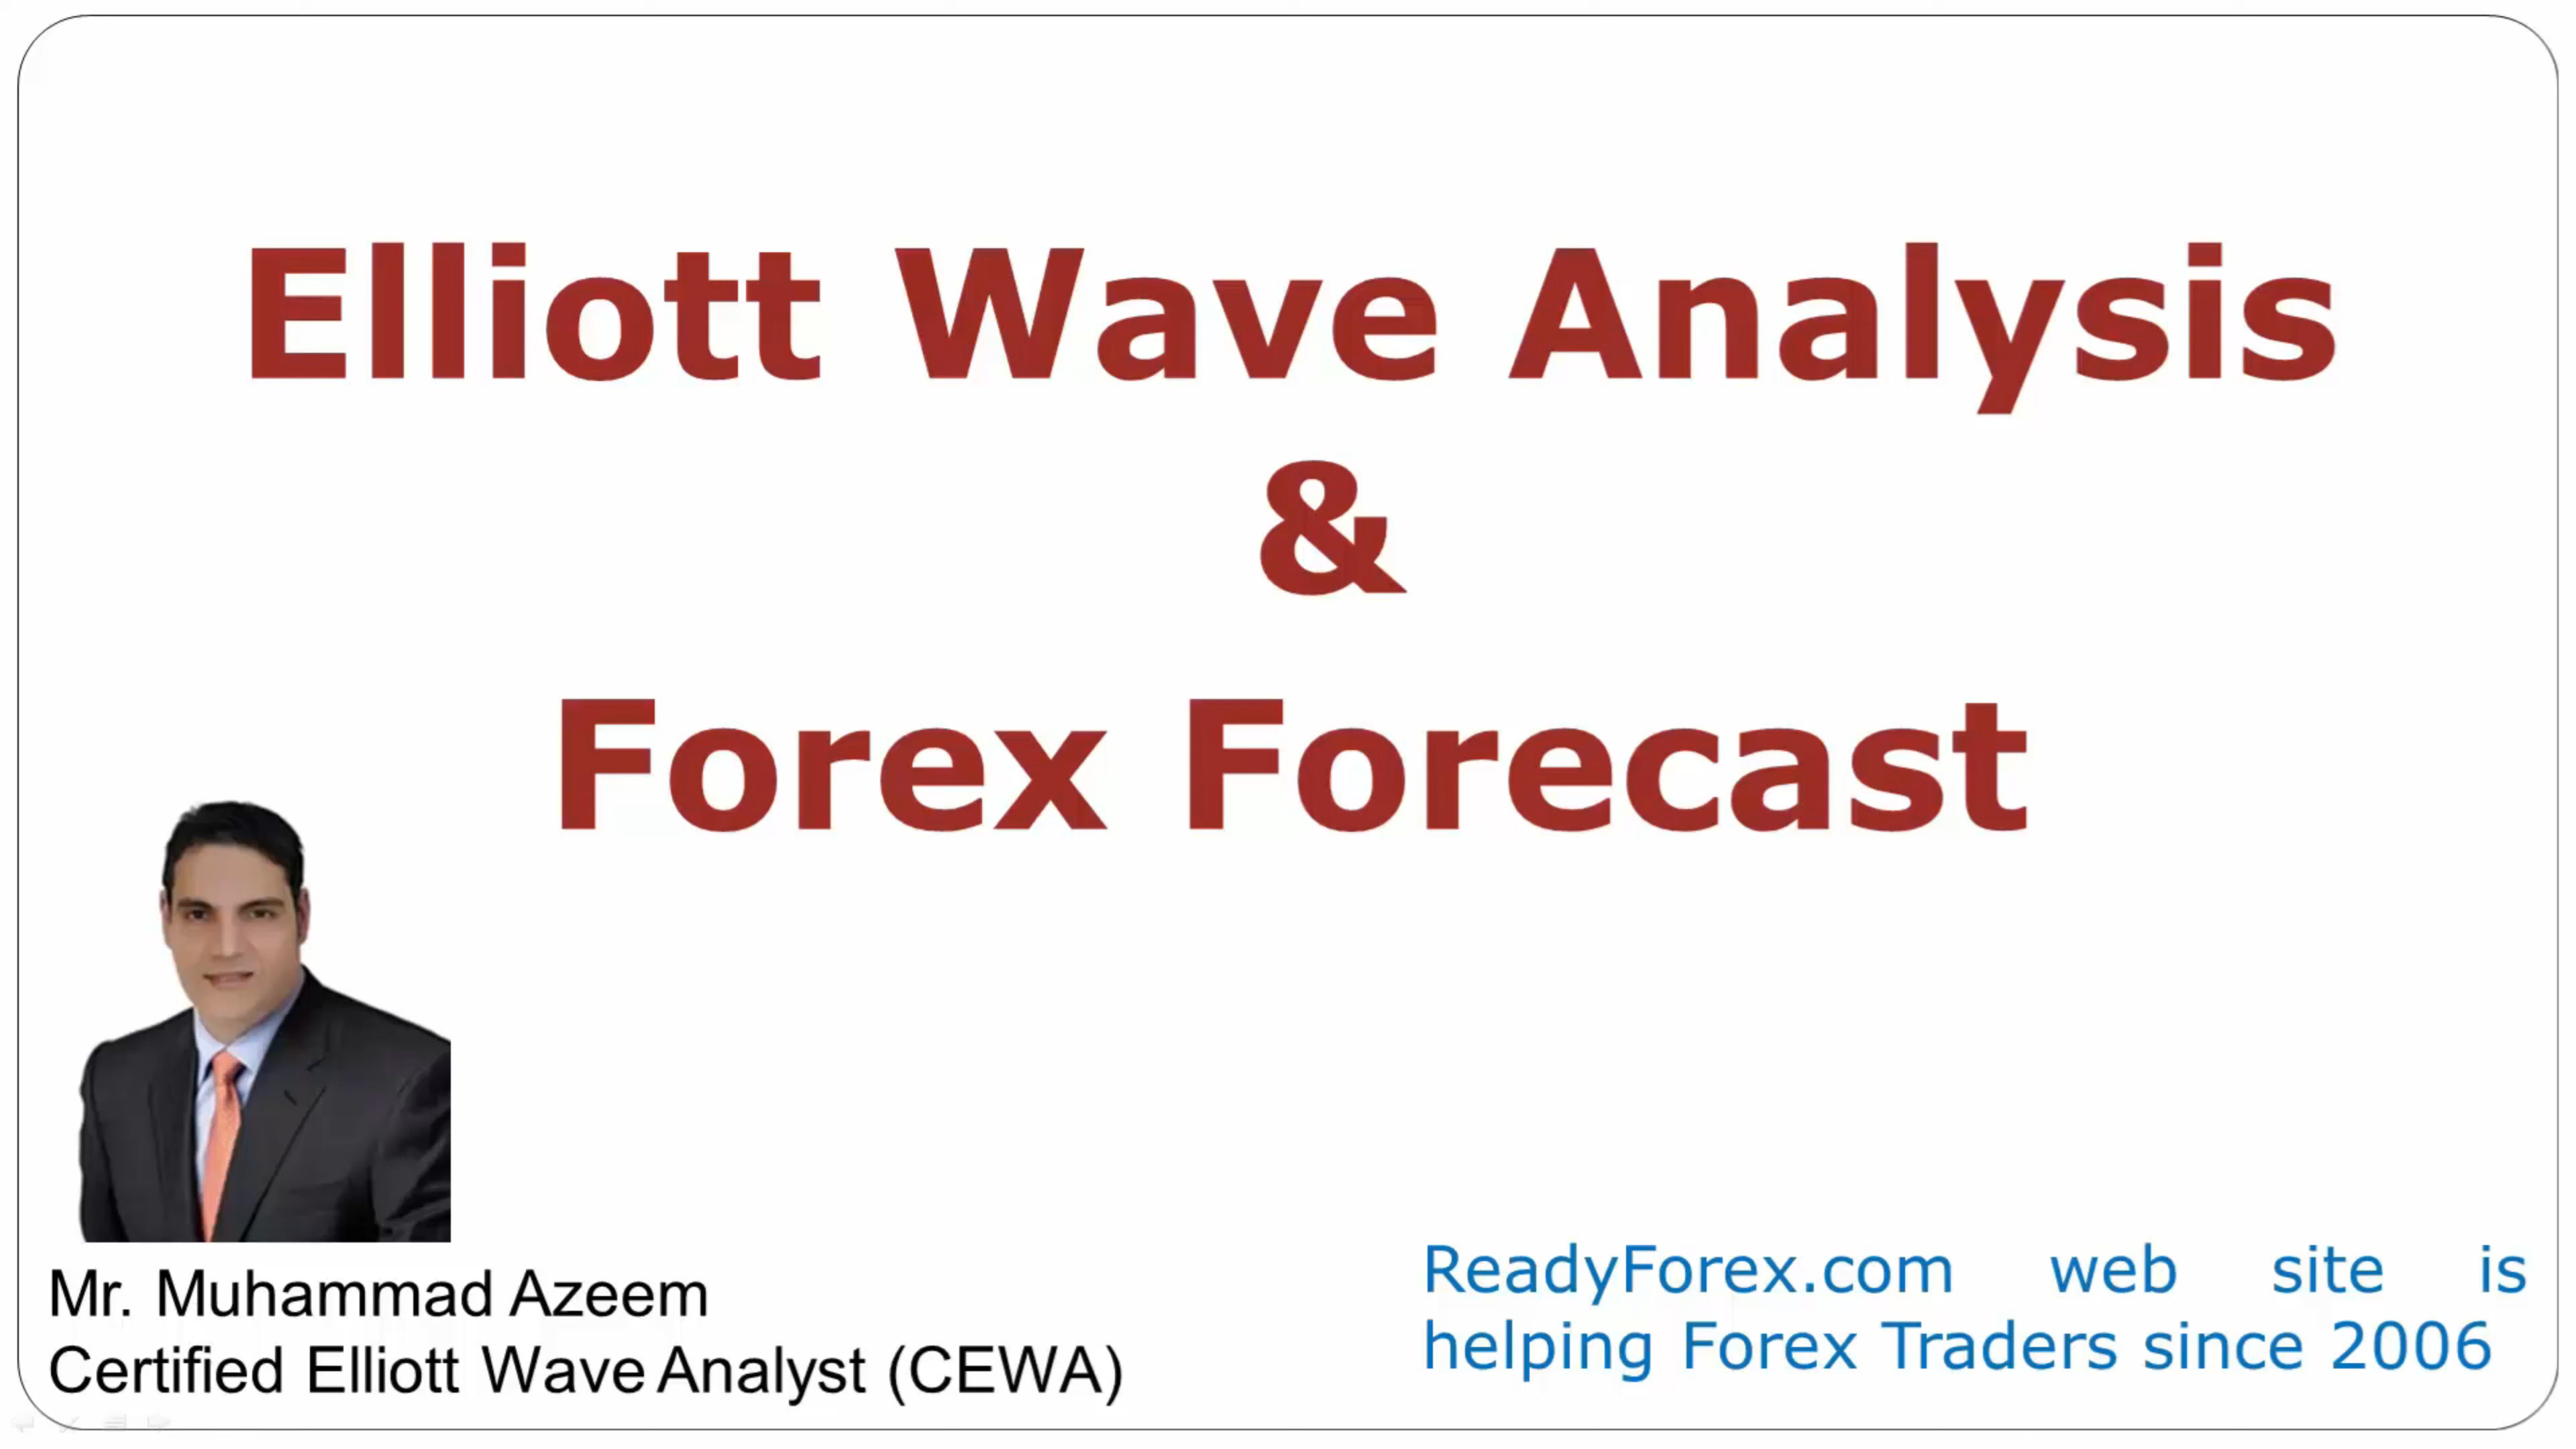 Elliott Wave Analysis
&
Forex Forecast
Mr. Muhammad Azeem
Certified Elliott Wave Analyst (CEWA)
ReadyForex.com web site is
helping Forex Traders since 2006